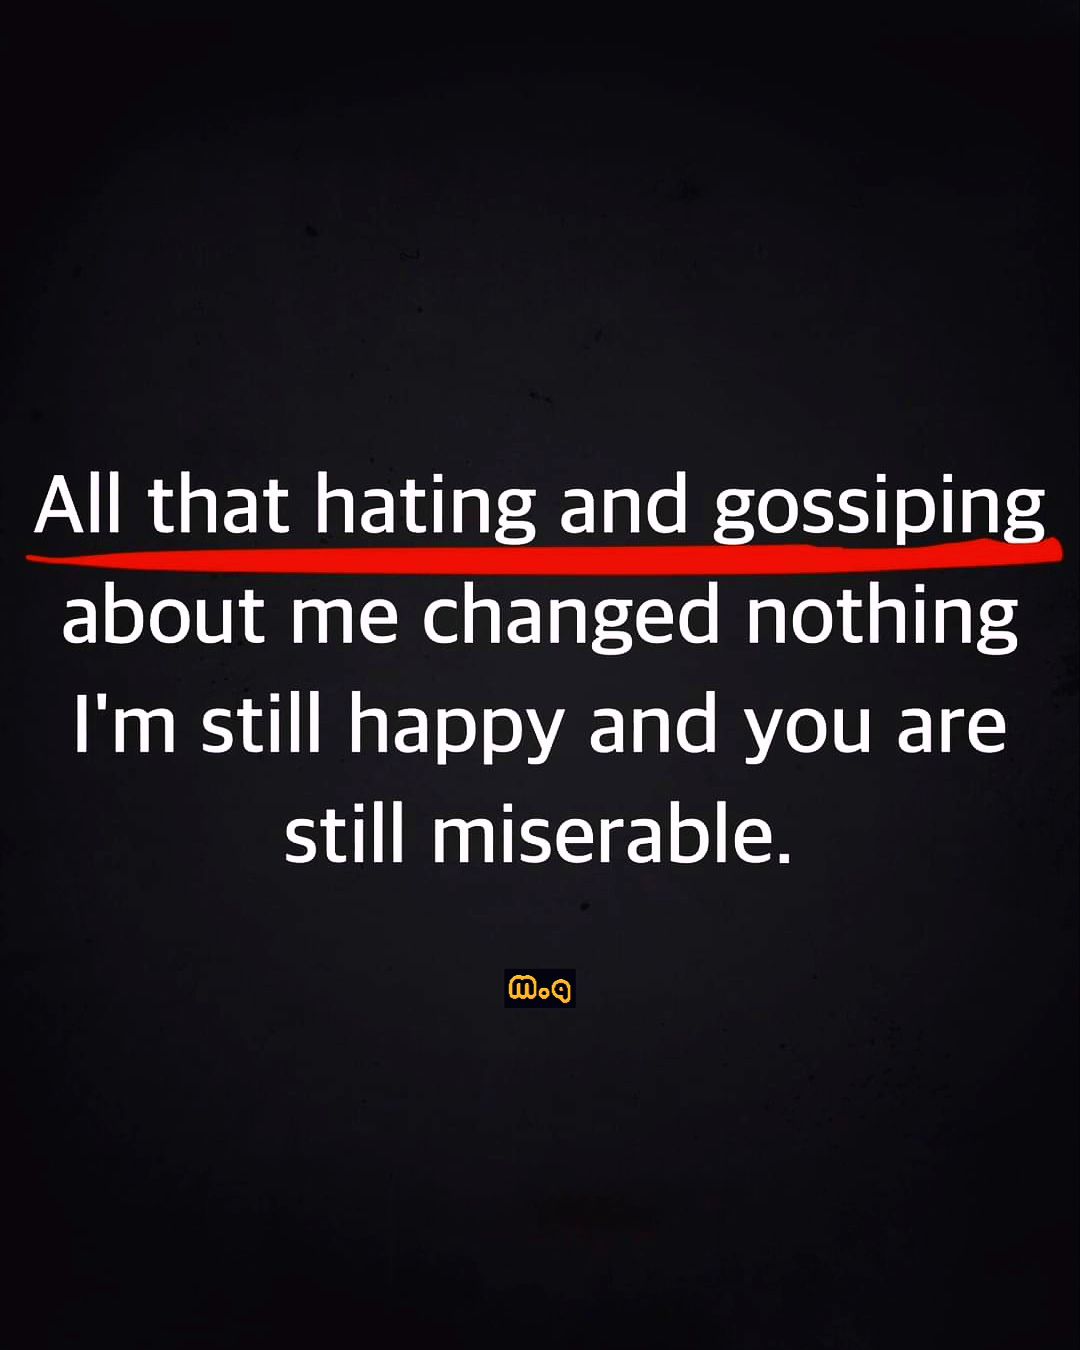 All that hating and gossiping
about me changed nothing
I'm still happy and you are
still miserable.
m.q